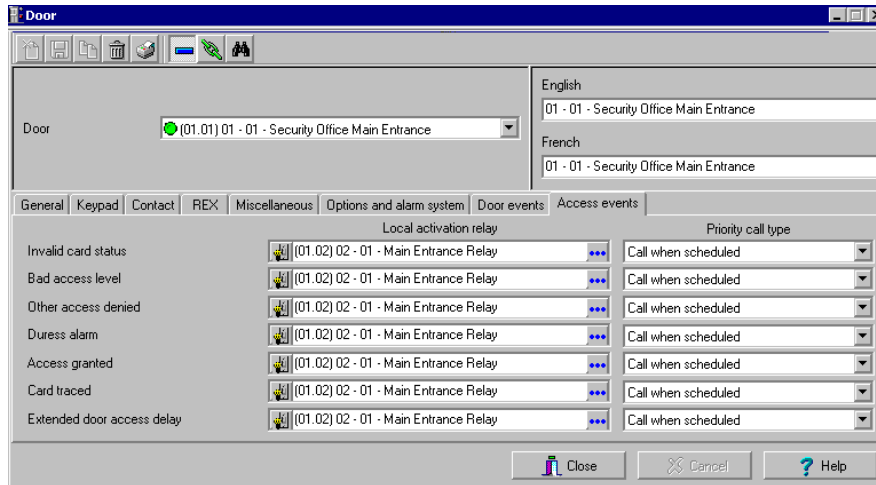 Door
English
01 - 01 - Security Office Main Entrance
Door (01.01) 01 - 01 - Security Office Main Entrance
French
01 - 01 - Security Office Main Entrance
General Keypad Contact REX Miscellaneous Options and alarm system Door events Access events
Local activation relay Priority call type
Invalid card status (01.02) 02 - 01 - Main Entrance Relay Call when scheduled
Bad access level (01.02) 02 - 01 - Main Entrance Relay Call when scheduled
Other access denied (01.02) 02 - 01 - Main Entrance Relay Call when scheduled
Duress alarm (01.02) 02 - 01 - Main Entrance Relay Call when scheduled
Access granted (01.02) 02 - 01 - Main Entrance Relay Call when scheduled
Card traced (01.02) 02 - 01 - Main Entrance Relay Call when scheduled
Extended door access delay (01.02) 02 - 01 - Main Entrance Relay Call when scheduled
Close Cancel Help